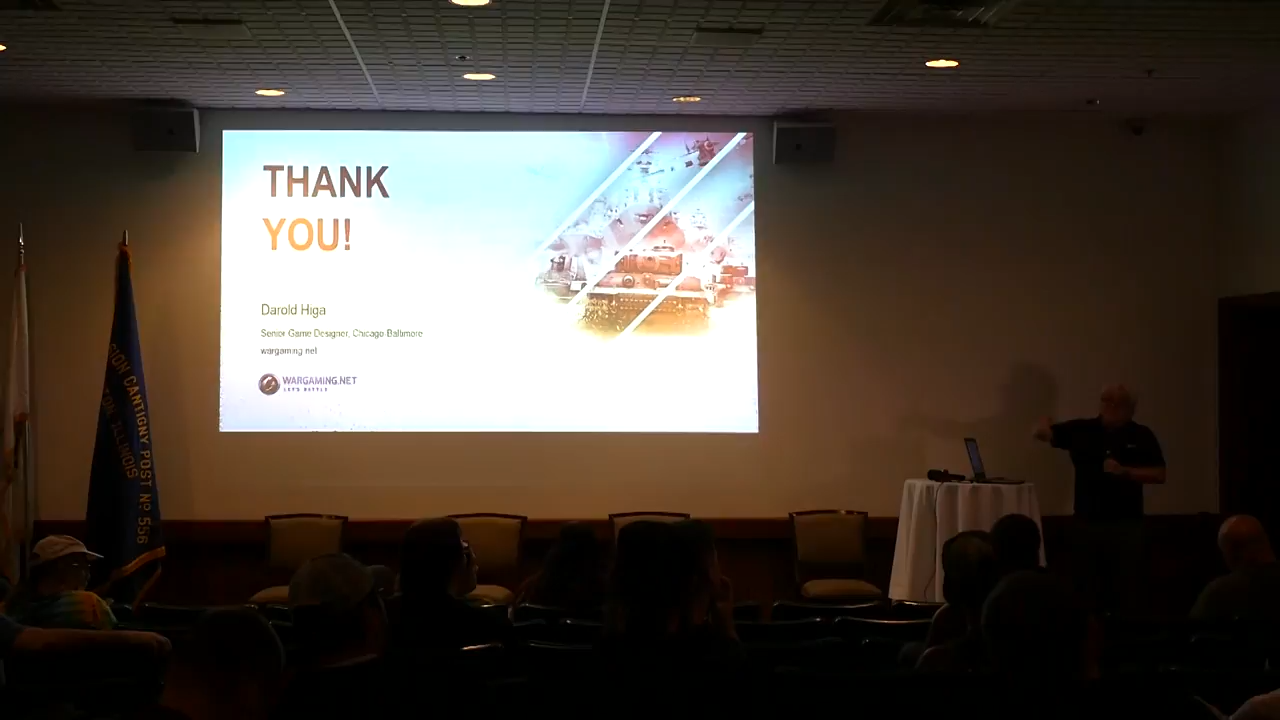 THANK
YOU!
Darold Higa
Senior Game Designer, Chicago-Baltimore
wargaming.net
WARGAMING.NET
LET'S BATTLE
CANTIGNY POST Nº 556
ILLINOIS